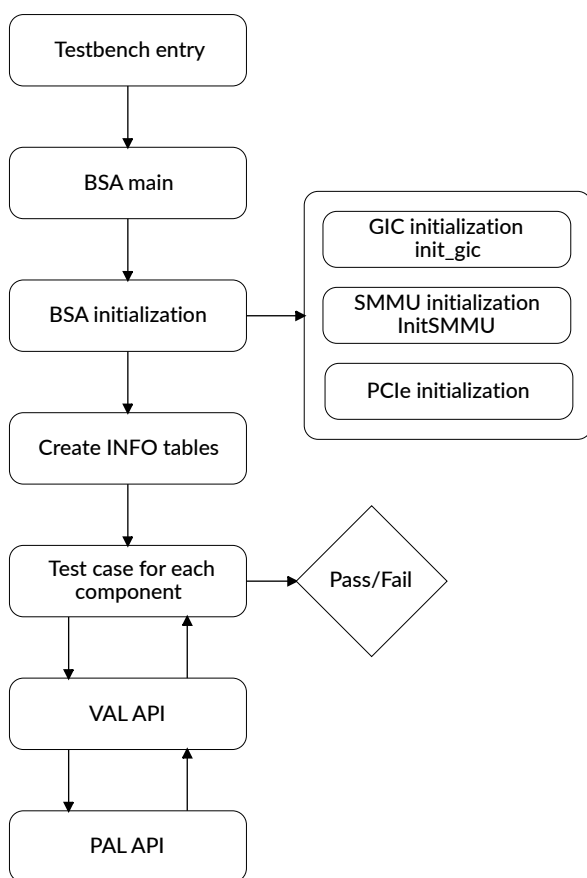 Testbench entry
BSA main
BSA initialization
GIC initialization
init_gic
SMMU initialization
InitSMMU
PCIe initialization
Create INFO tables
Test case for each
component
Pass/Fail
VAL API
PAL API